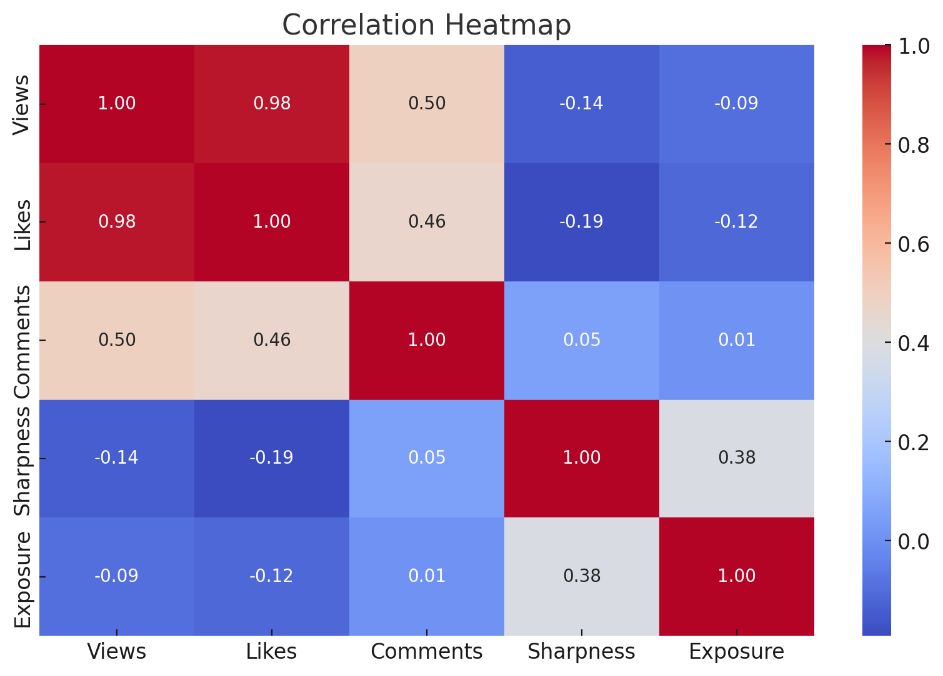 Correlation Heatmap
Views 1.00 0.98 0.50 -0.14 -0.09
Likes 0.98 1.00 0.46 -0.19 -0.12
Comments 0.50 0.46 1.00 0.05 0.01
Sharpness -0.14 -0.19 0.05 1.00 0.38
Exposure -0.09 -0.12 0.01 0.38 1.00
Views Likes Comments Sharpness Exposure
1.0
0.8
0.6
0.4
0.2
0.0